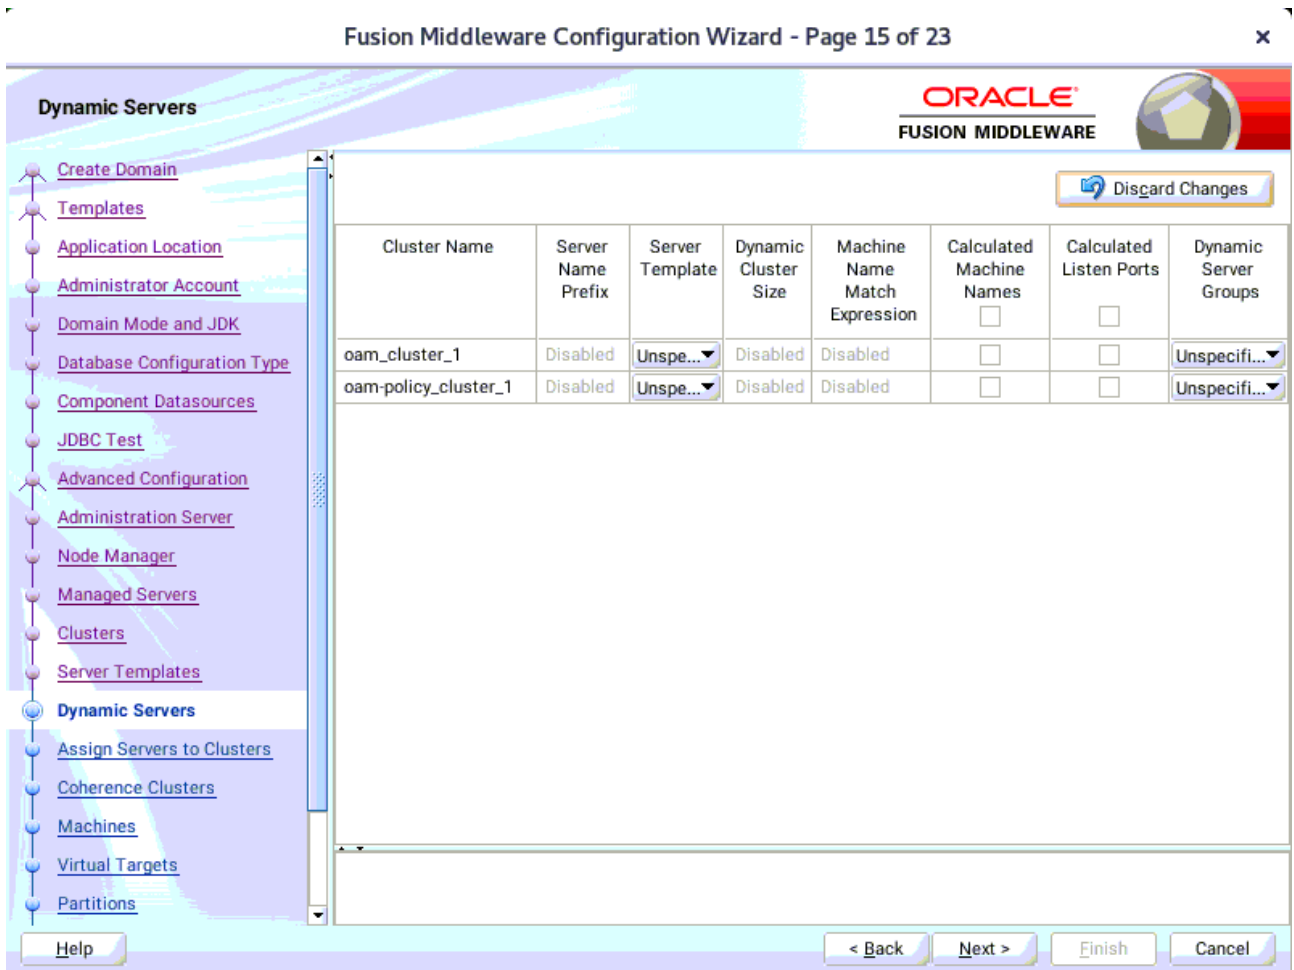 Fusion Middleware Configuration Wizard - Page 15 of 23
Dynamic Servers
ORACLE
FUSION MIDDLEWARE
Create Domain
Templates
Application Location
Administrator Account
Domain Mode and JDK
Database Configuration Type
Component Datasources
JDBC Test
Advanced Configuration
Administration Server
Node Manager
Managed Servers
Clusters
Server Templates
Dynamic Servers
Assign Servers to Clusters
Coherence Clusters
Machines
Virtual Targets
Partitions
Discard Changes
Cluster Name
Server
Name
Prefix
Server
Template
Dynamic
Cluster
Size
Machine
Name
Match
Expression
Calculated
Machine
Names
Calculated
Listen Ports
Dynamic
Server
Groups
oam_cluster_1 Disabled Unspe... Disabled Disabled Unspecifi...
oam-policy_cluster_1 Disabled Unspe... Disabled Disabled Unspecifi...
Help < Back Next > Finish Cancel